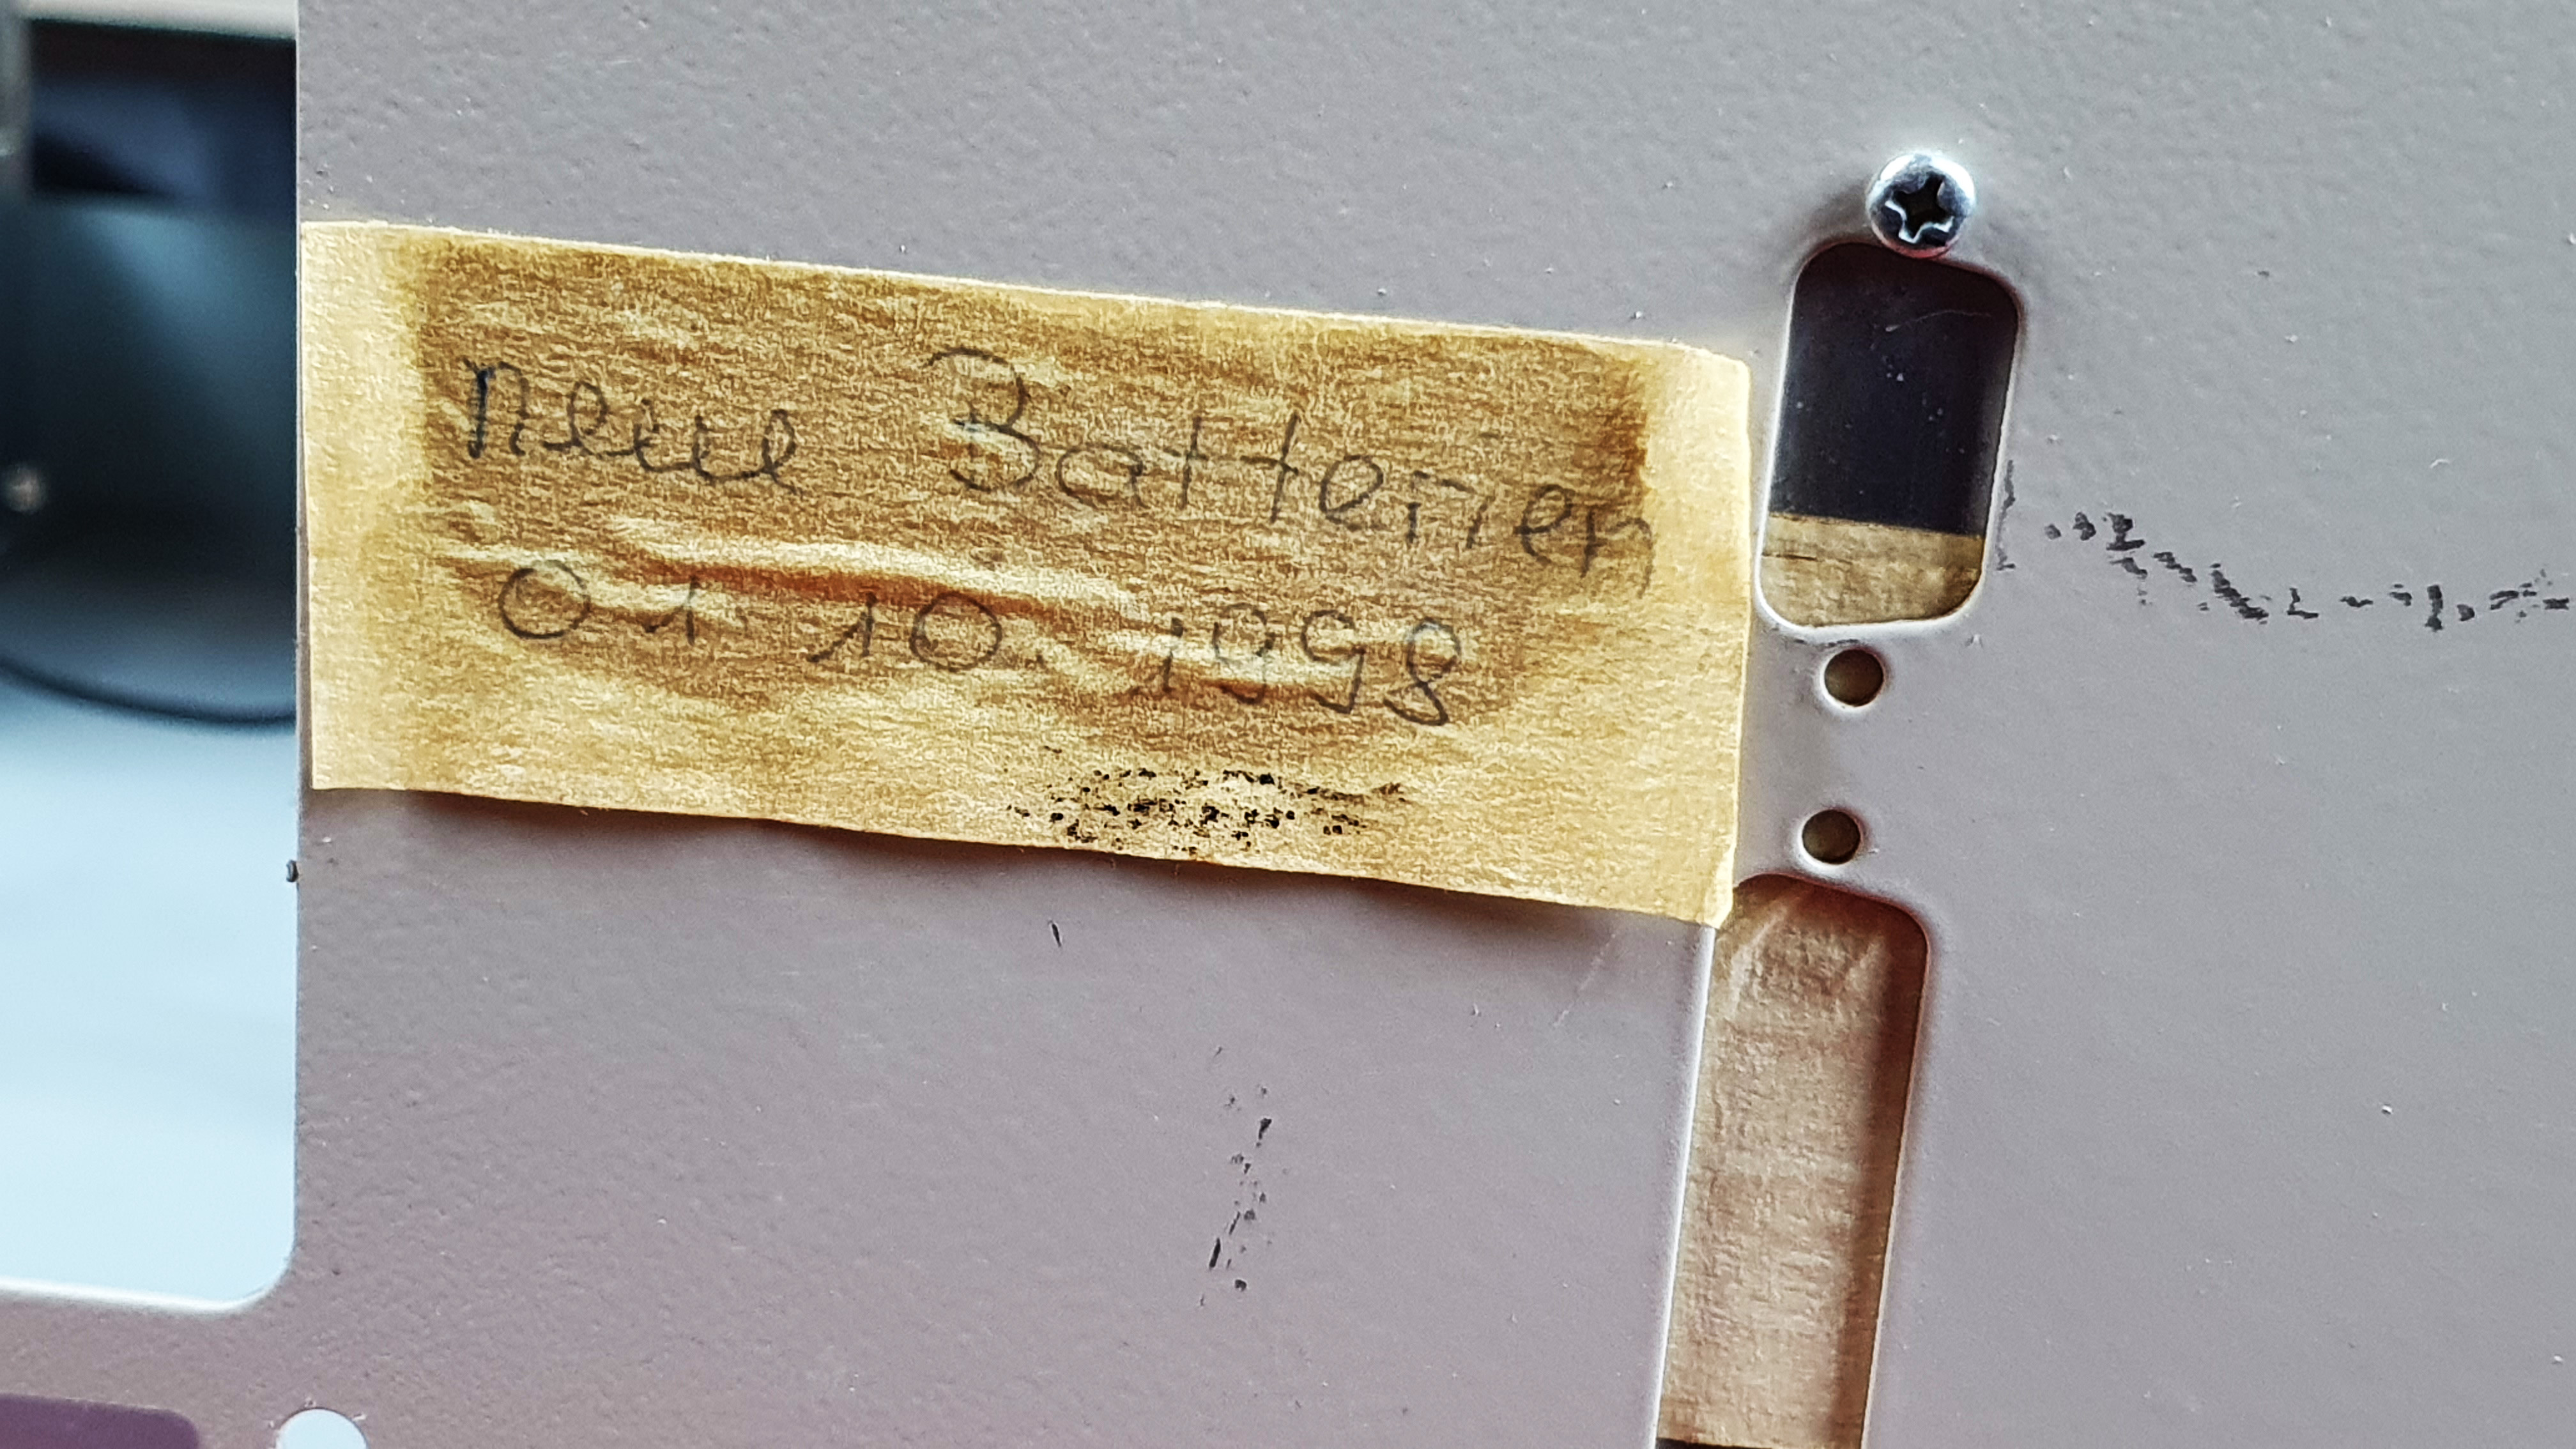 neue Batterien
01. 10. 1998